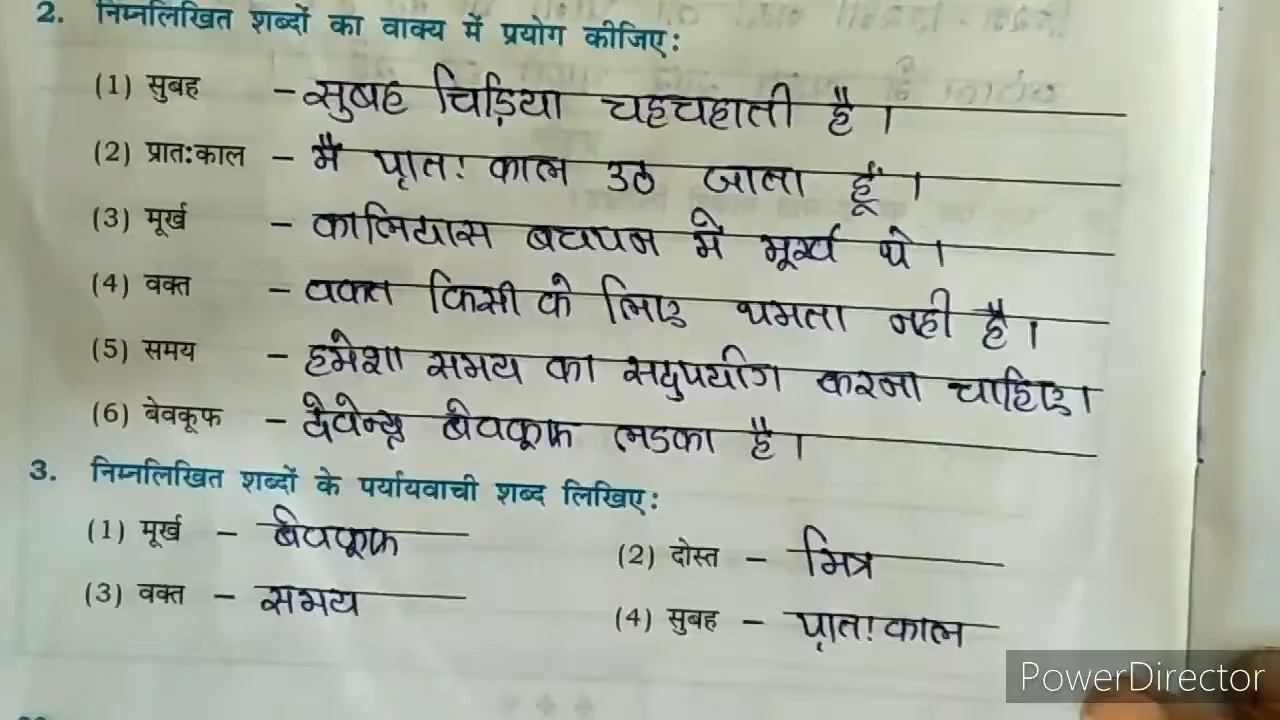 2. निम्नलिखित शब्दों का वाक्य में प्रयोग कीजिए:
(1) सुबह - सुबह चिड़िया चहचहाती है ।
(2) प्रात:काल - मै प्रात: काल उठ जाता हूँ ।
(3) मूर्ख - कालिदास बचपन मे मूर्ख थे ।
(4) वक्त - वक्त किसी के लिए थमता नही है ।
(5) समय - हमेशा समय का सदुपयोग करना चाहिए।
(6) बेवकूफ - देवेन्द्र बेवकूफ लडका है ।
3. निम्नलिखित शब्दों के पर्यायवाची शब्द लिखिए:
(1) मूर्ख - बेवकूफ (2) दोस्त - मित्र
(3) वक्त - समय (4) सुबह - प्रात: काल
PowerDirector